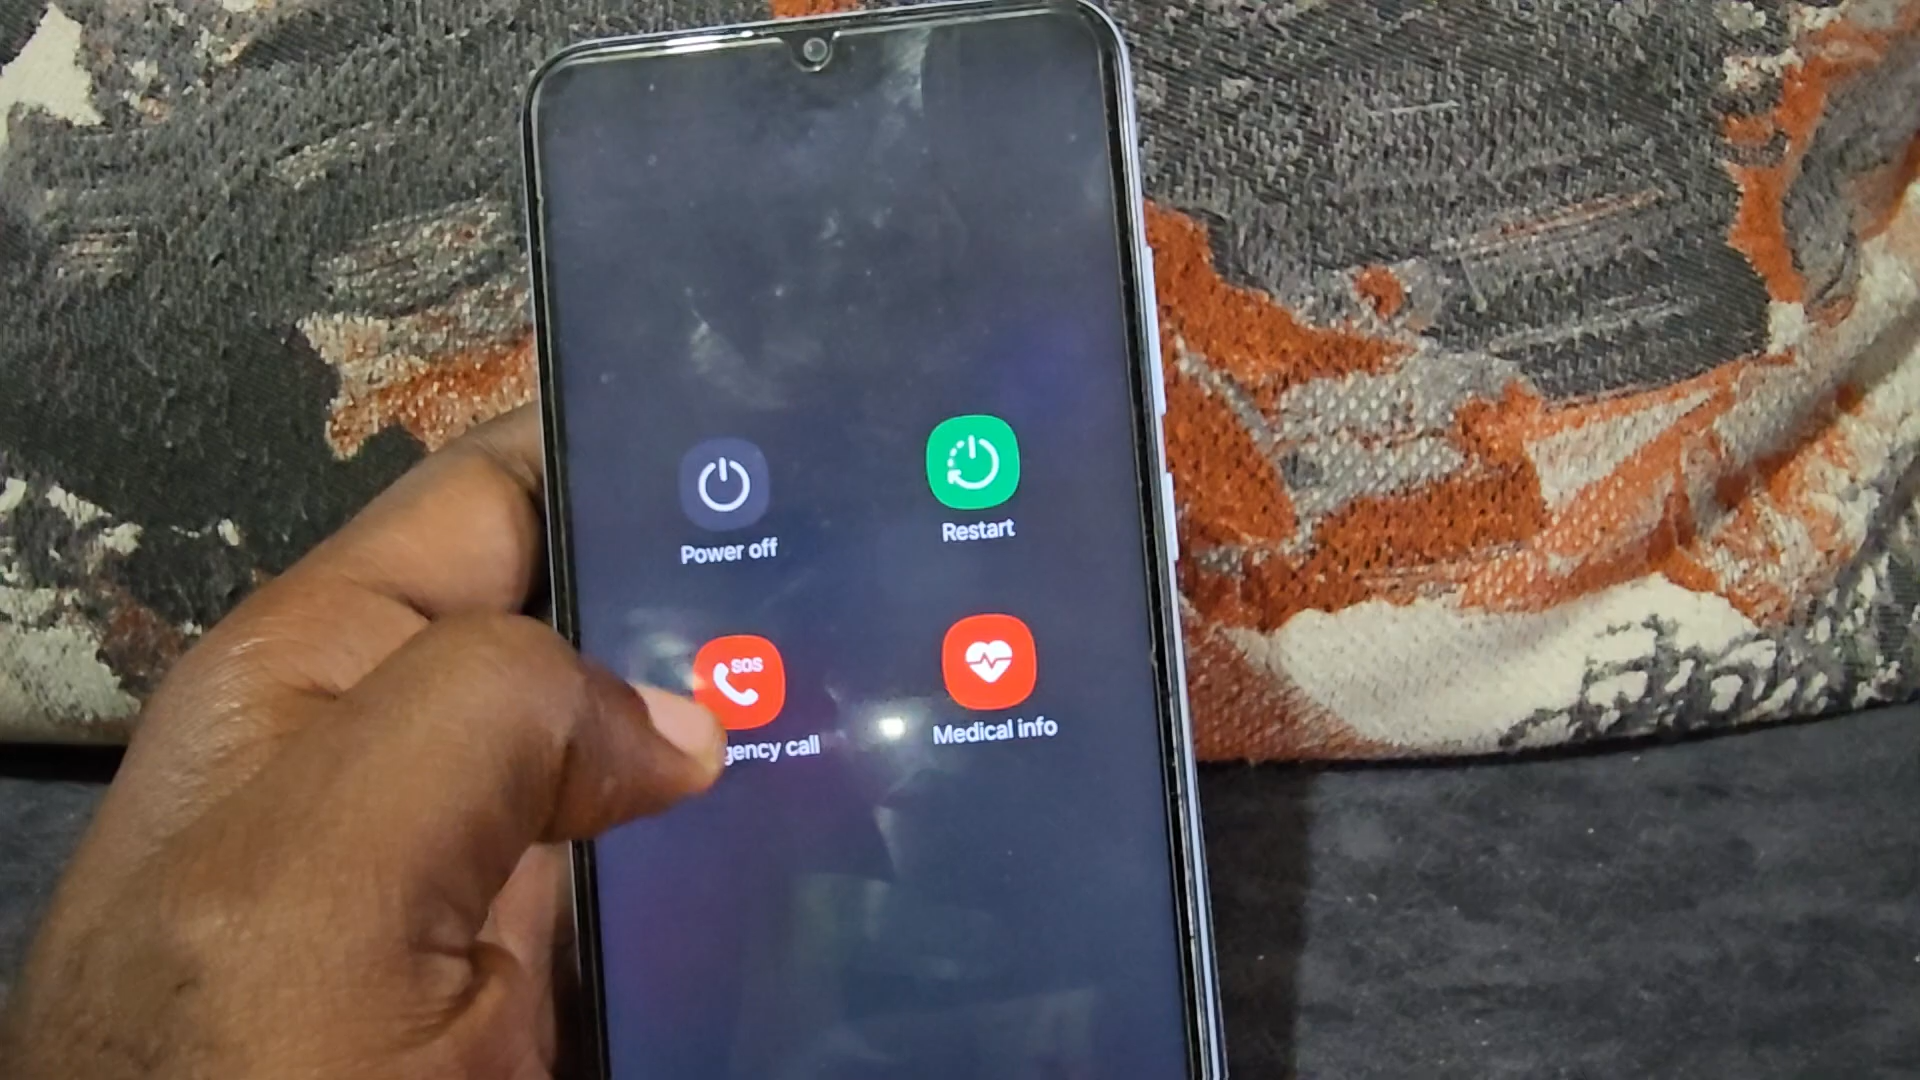 Power off
Restart
SOS
gency call
Medical info